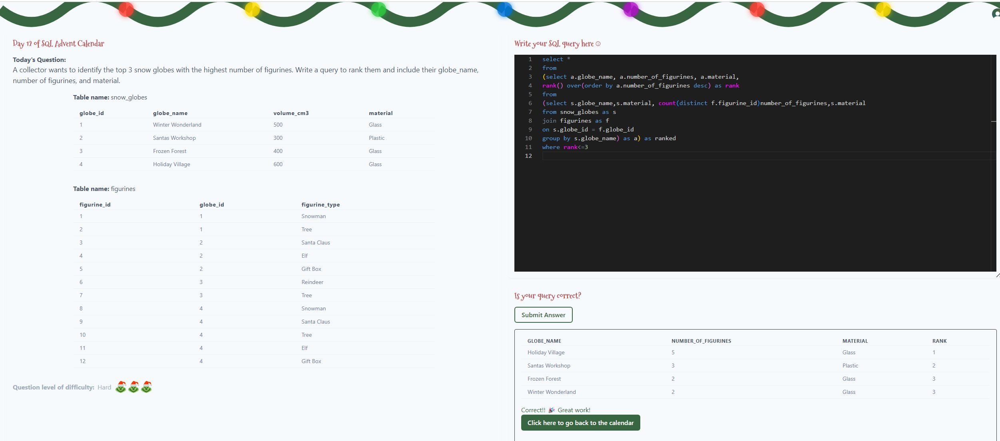 Day 12 of SQL Advent Calendar
Today's Question:
A collector wants to identify the top 3 snow globes with the highest number of figurines. Write a query to rank them and include their globe_name,
number of figurines, and material.
Table name: snow_globes
globe_id globe_name volume_cm3 material
1 Winter Wonderland 500 Glass
2 Santas Workshop 300 Plastic
3 Frozen Forest 400 Glass
4 Holiday Village 600 Glass
Table name: figurines
figurine_id globe_id figurine_type
1 1 Snowman
2 1 Tree
3 2 Santa Claus
4 2 Elf
5 2 Gift Box
6 3 Reindeer
7 3 Tree
8 4 Snowman
9 4 Santa Claus
10 4 Tree
11 4 Elf
12 4 Gift Box
Question level of difficulty: Hard
Write your SQL query here
1 select *
2 from
3 (select a.globe_name, a.number_of_figurines, a.material,
4 rank() over(order by a.number_of_figurines desc) as rank
5 from
6 (select s.globe_name,s.material, count(distinct f.figurine_id)number_of_figurines,s.material
7 from snow_globes as s
8 join figurines as f
9 on s.globe_id = f.globe_id
10 group by s.globe_name) as a) as ranked
11 where rank<=3
12
Is your query correct?
Submit Answer
GLOBE_NAME NUMBER_OF_FIGURINES MATERIAL RANK
Holiday Village 5 Glass 1
Santas Workshop 3 Plastic 2
Frozen Forest 2 Glass 3
Winter Wonderland 2 Glass 3
Correct!! 🎉 Great work!
Click here to go back to the calendar